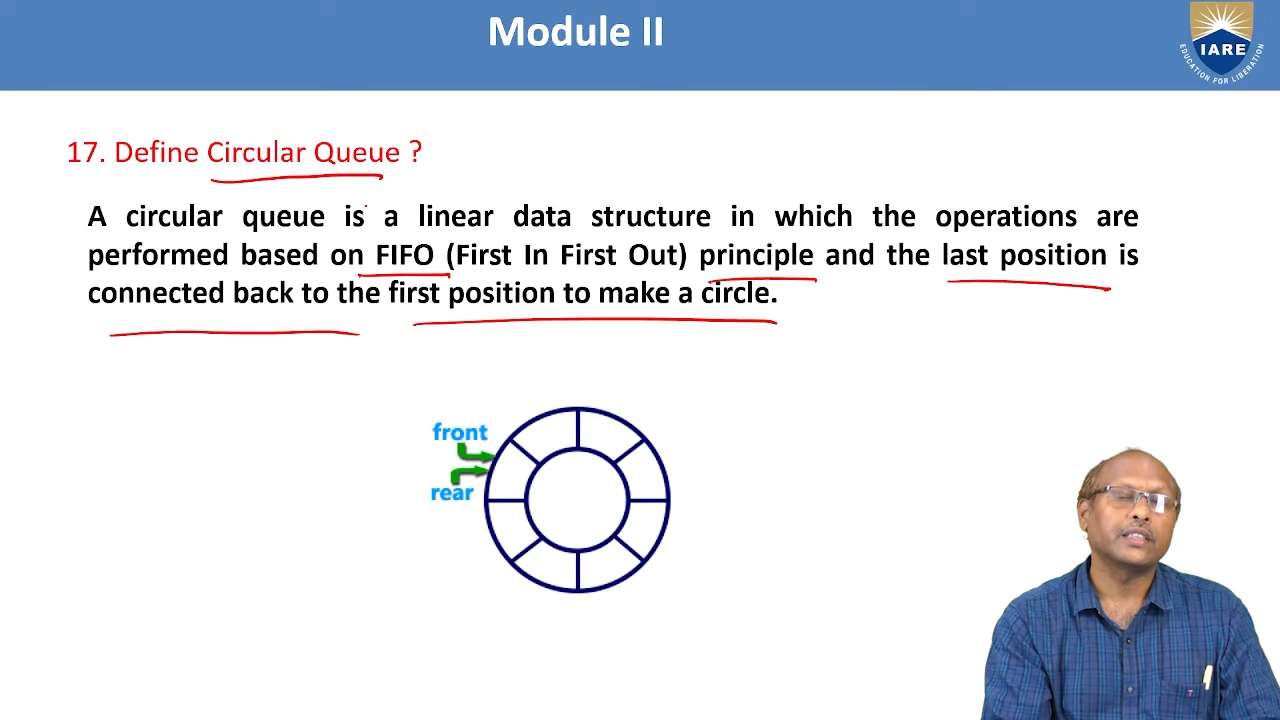 Module II
IARE
EDUCATION FOR LIBERATION
17. Define Circular Queue ?
A circular queue is a linear data structure in which the operations are
performed based on FIFO (First In First Out) principle and the last position is
connected back to the first position to make a circle.
front
rear